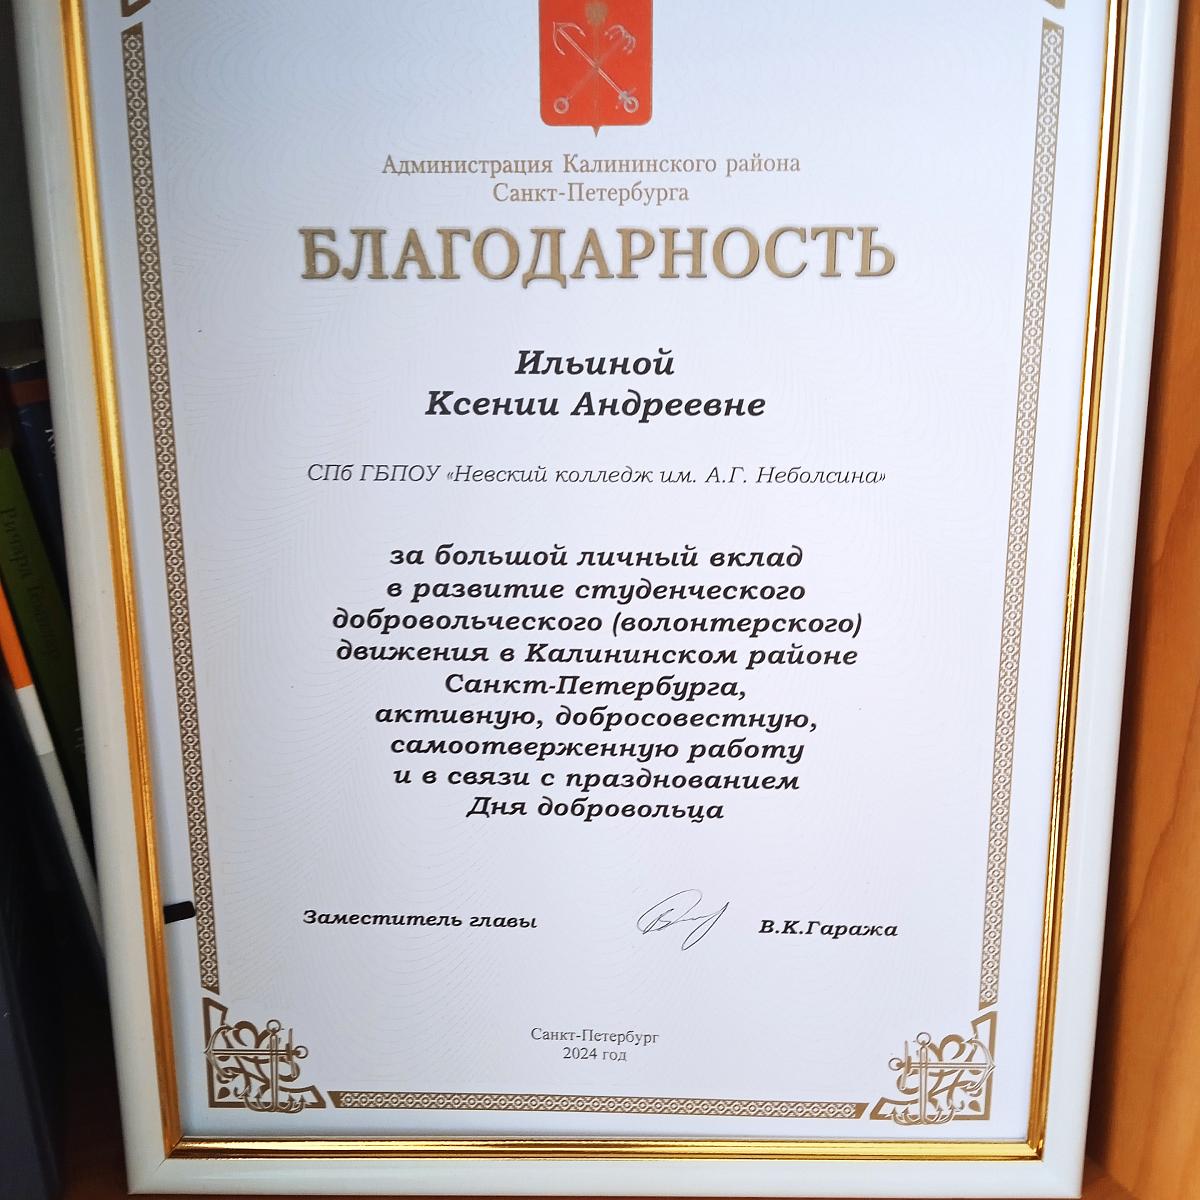 Администрация Калининского района
Санкт-Петербурга
БЛАГОДАРНОСТЬ
Ильиной
Ксении Андреевне
СПб ГБПОУ «Невский колледж им. А.Г. Неболсина»
за большой личный вклад
в развитие студенческого
добровольческого (волонтерского)
движения в Калининском районе
Санкт-Петербурга,
активную, добросовестную,
самоотверженную работу
и в связи с празднованием
Дня добровольца
Заместитель главы
В.К.Гаража
Санкт-Петербург
2024 год
Ричард